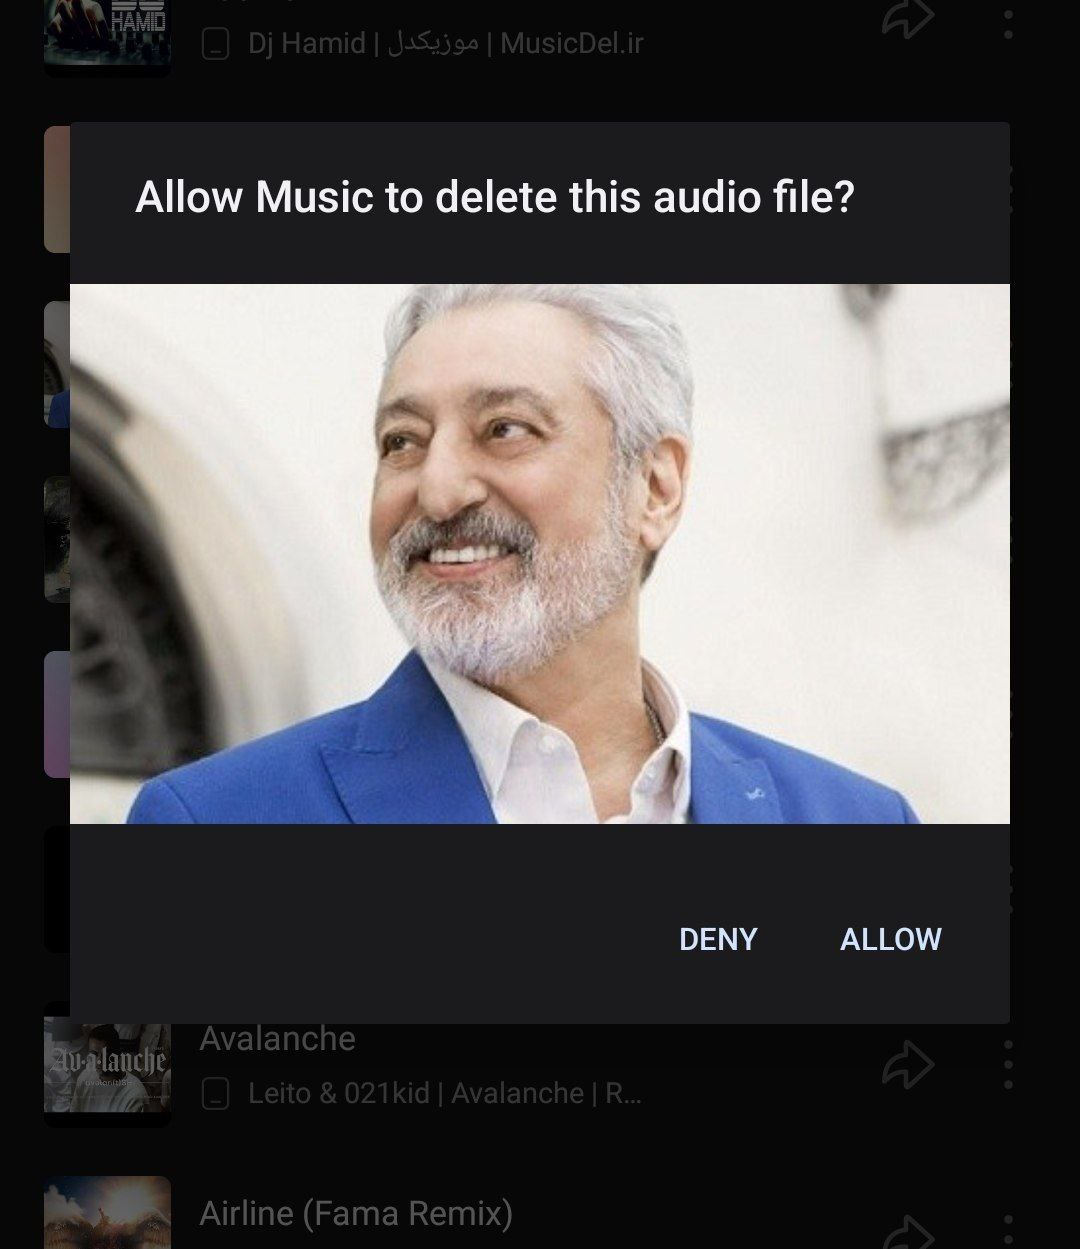 HAMID
Dj Hamid | موزیکدل | MusicDel.ir
Allow Music to delete this audio file?
DENY ALLOW
Avalanche
Av·a·lanche
Leito & 021kid | Avalanche | R...
Airline (Fama Remix)